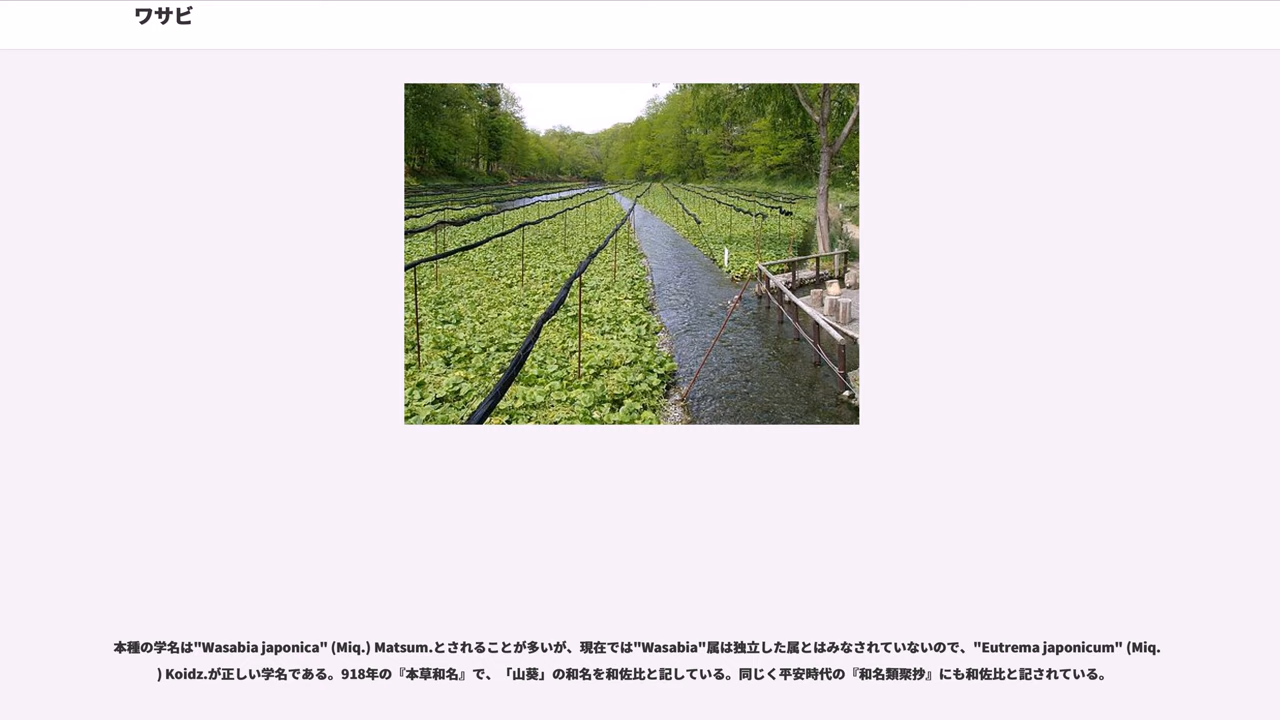 ワサビ
本種の学名は"Wasabia japonica" (Miq.) Matsum.とされることが多いが、現在では"Wasabia"属は独立した属とはみなされていないので、"Eutrema japonicum" (Miq.
) Koidz.が正しい学名である。918年の『本草和名』で、「山葵」の和名を和佐比と記している。同じく平安時代の『和名類聚抄』にも和佐比と記されている。